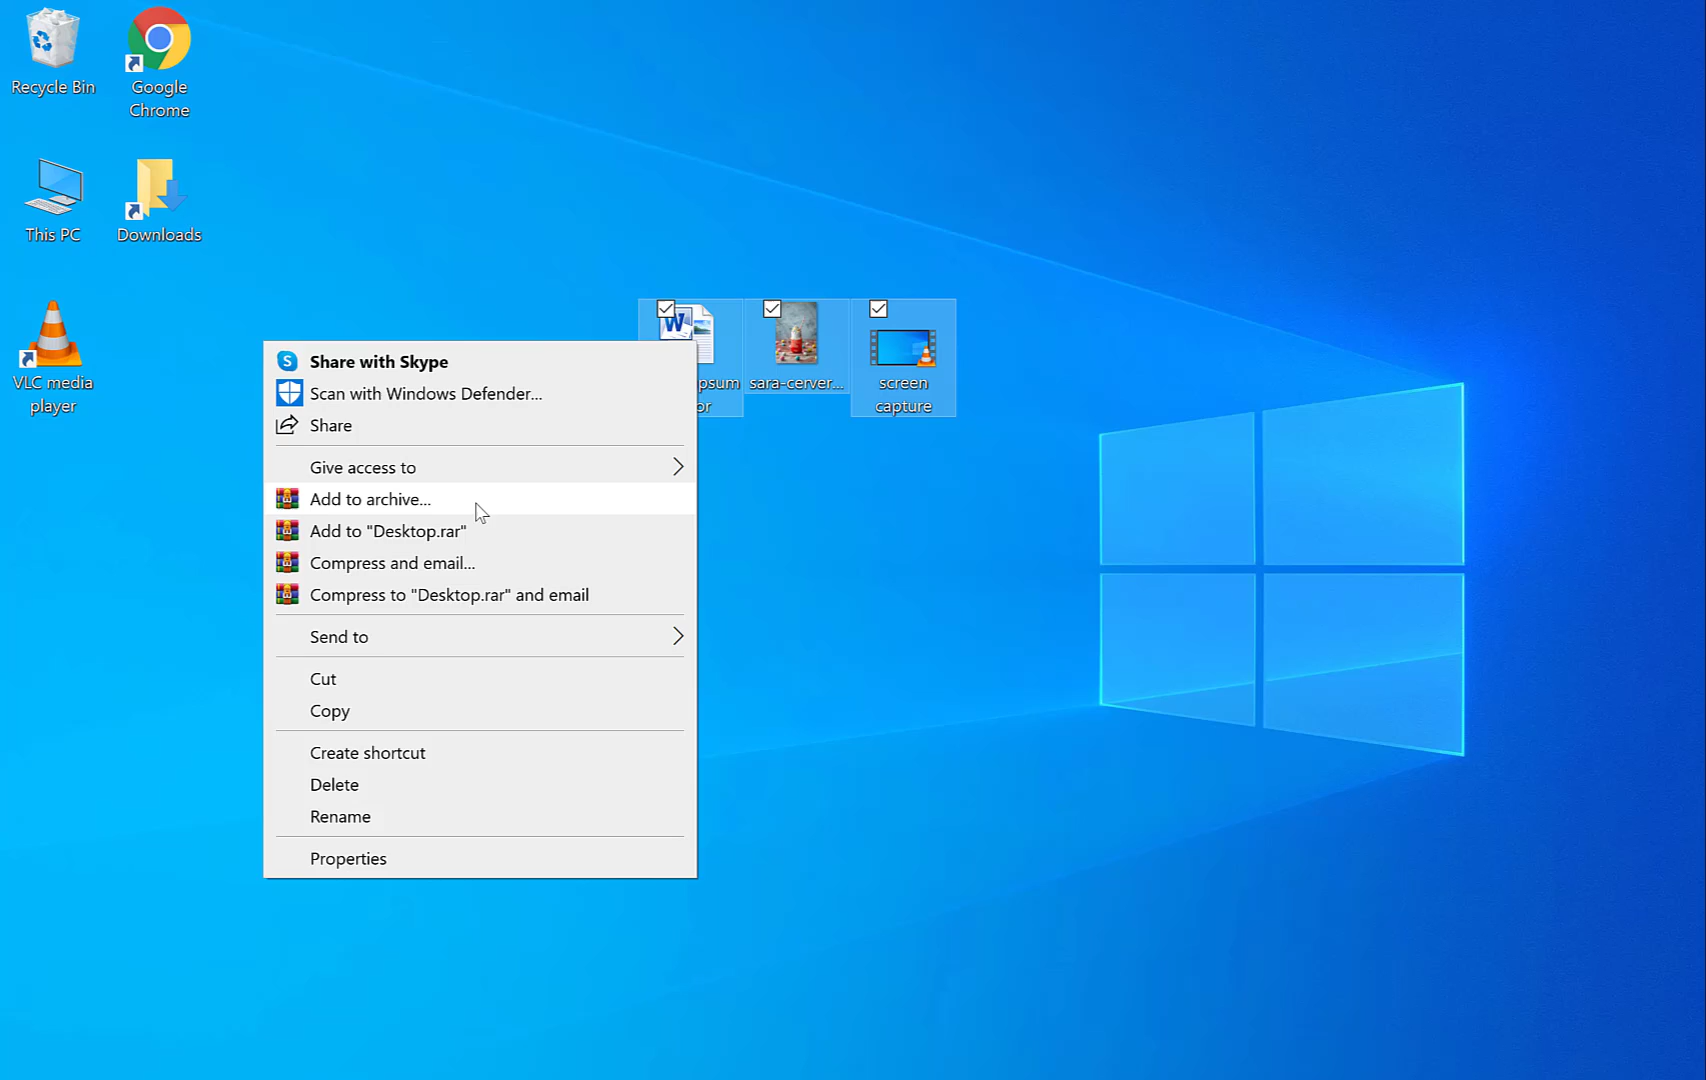 Recycle Bin
Google
Chrome
This PC
Downloads
VLC media
player
sara-cerver...
screen
capture
Share with Skype
Scan with Windows Defender...
Share
Give access to
Add to archive...
Add to "Desktop.rar"
Compress and email...
Compress to "Desktop.rar" and email
Send to
Cut
Copy
Create shortcut
Delete
Rename
Properties